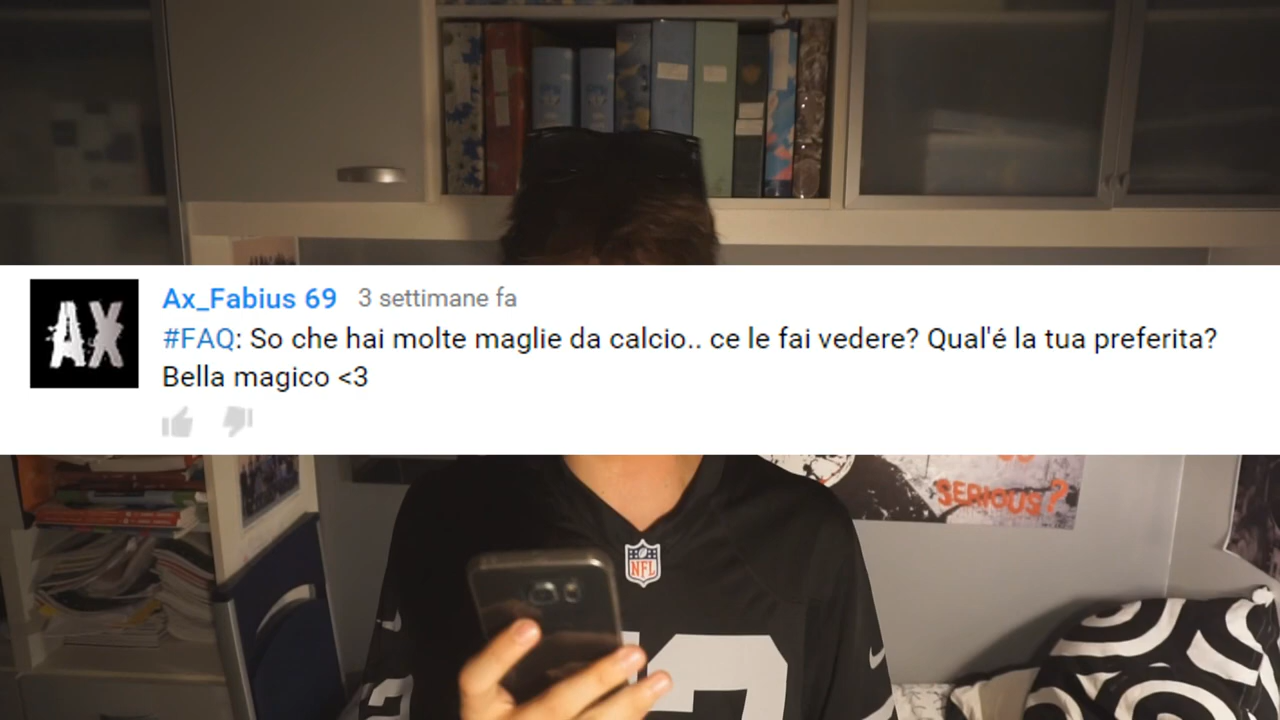 Ax_Fabius 69 3 settimane fa
#FAQ: So che hai molte maglie da calcio.. ce le fai vedere? Qual'é la tua preferita?
Bella magico <3
AX
SERIOUS?
NFL